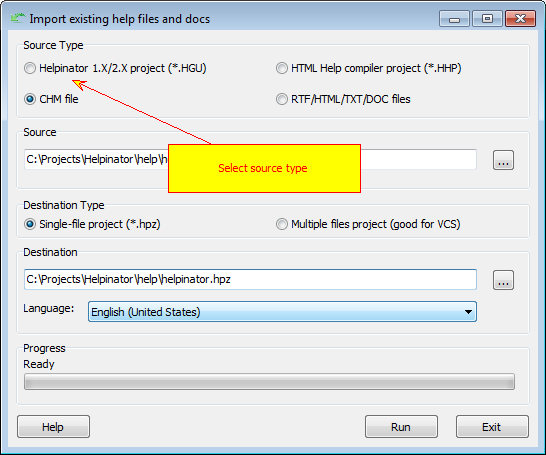 Import existing help files and docs
Source Type
Helpinator 1.X/2.X project (*.HGU)
HTML Help compiler project (*.HHP)
CHM file
RTF/HTML/TXT/DOC files
Source
C:\Projects\Helpinator\help\h
...
Select source type
Destination Type
Single-file project (*.hpz)
Multiple files project (good for VCS)
Destination
C:\Projects\Helpinator\help\helpinator.hpz
...
Language:
English (United States)
Progress
Ready
Help
Run
Exit